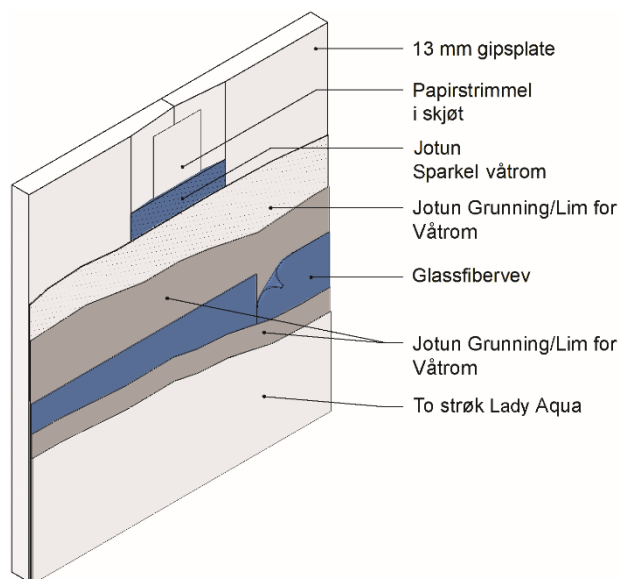 13 mm gipsplate
Papirstrimmel
i skjøt
Jotun
Sparkel våtrom
Jotun Grunning/Lim for
Våtrom
Glassfibervev
Jotun Grunning/Lim for
Våtrom
To strøk Lady Aqua